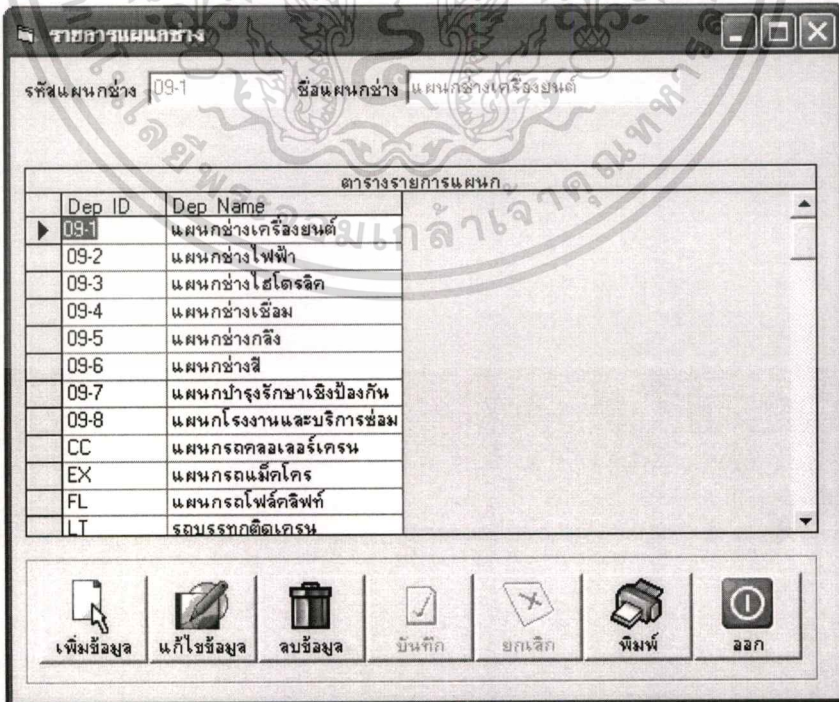 รายการแผนกช่าง
รหัสแผนกช่าง 09-1 ชื่อแผนกช่าง แผนกช่างเครื่องยนต์
ตารางรายการแผนก
Dep ID Dep Name
09-1 แผนกช่างเครื่องยนต์
09-2 แผนกช่างไฟฟ้า
09-3 แผนกช่างไฮโดรลิค
09-4 แผนกช่างเชื่อม
09-5 แผนกช่างกลึง
09-6 แผนกช่างสี
09-7 แผนกบำรุงรักษาเชิงป้องกัน
09-8 แผนกโรงงานและบริการซ่อม
CC แผนกรถคลอเลอร์เครน
EX แผนกรถแม็คโคร
FL แผนกรถโฟล์คลิฟท์
LT รถบรรทุกติดเครน
เพิ่มข้อมูล แก้ไขข้อมูล ลบข้อมูล บันทึก ยกเลิก พิมพ์ ออก